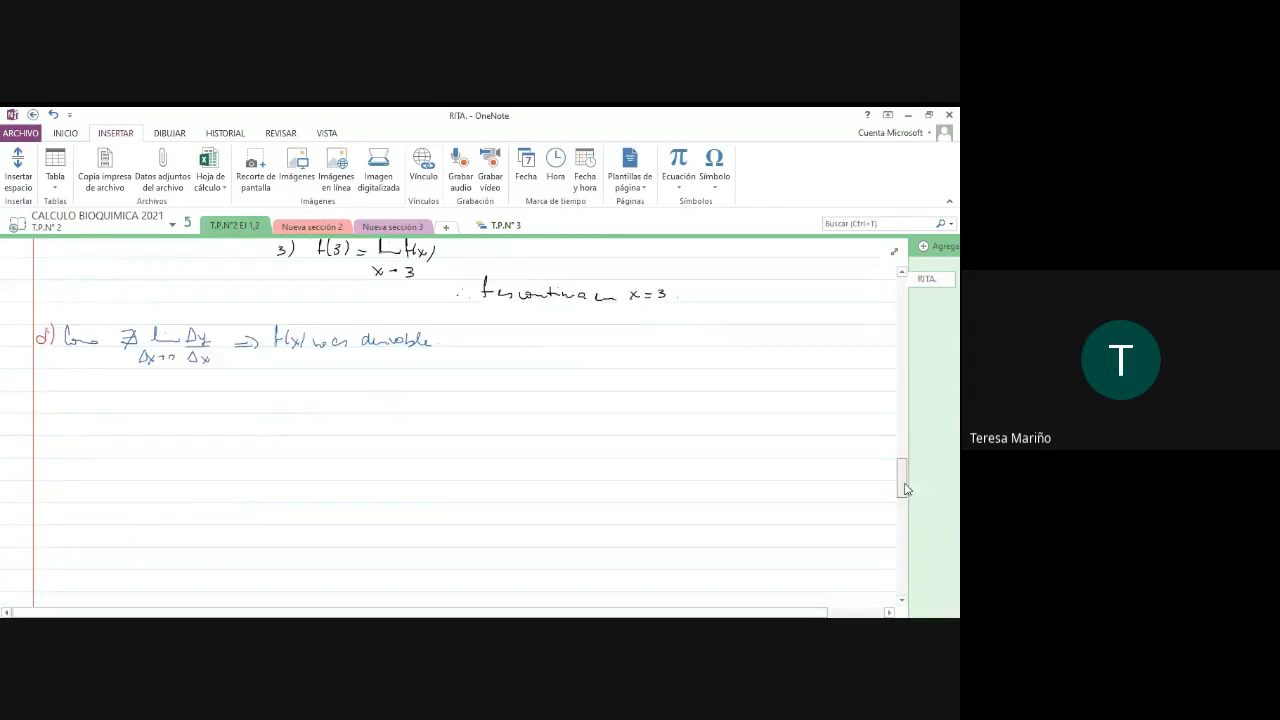 RITA. - OneNote
ARCHIVO INICIO INSERTAR DIBUJAR HISTORIAL REVISAR VISTA
Cuenta Microsoft
Insertar espacio
Tabla
Copia impresa de archivo
Datos adjuntos del archivo
Hoja de cálculo
Recorte de pantalla
Imágenes
Imágenes en línea
Imagen digitalizada
Vínculo
Grabar audio
Grabar vídeo
Fecha
Hora
Fecha y hora
Plantillas de página
π
Ecuación
Ω
Símbolo
Insertar Tablas Archivos Imágenes Vínculos Grabación Marca de tiempo Páginas Símbolos
CALCULO BIOQUIMICA 2021
T.P.N° 2
T.P.N°2 EJ 1,2 Nueva sección 2 Nueva sección 3 + T.P.N° 3
Buscar (Ctrl+T)
Agrega
RITA.
3) f(3) = lim f(x)
x → 3
∴ f es continua en x = 3.
d) Como ∄ lim Δy/Δx ⇒ f(x) no es derivable.
Δx→0
T
Teresa Mariño